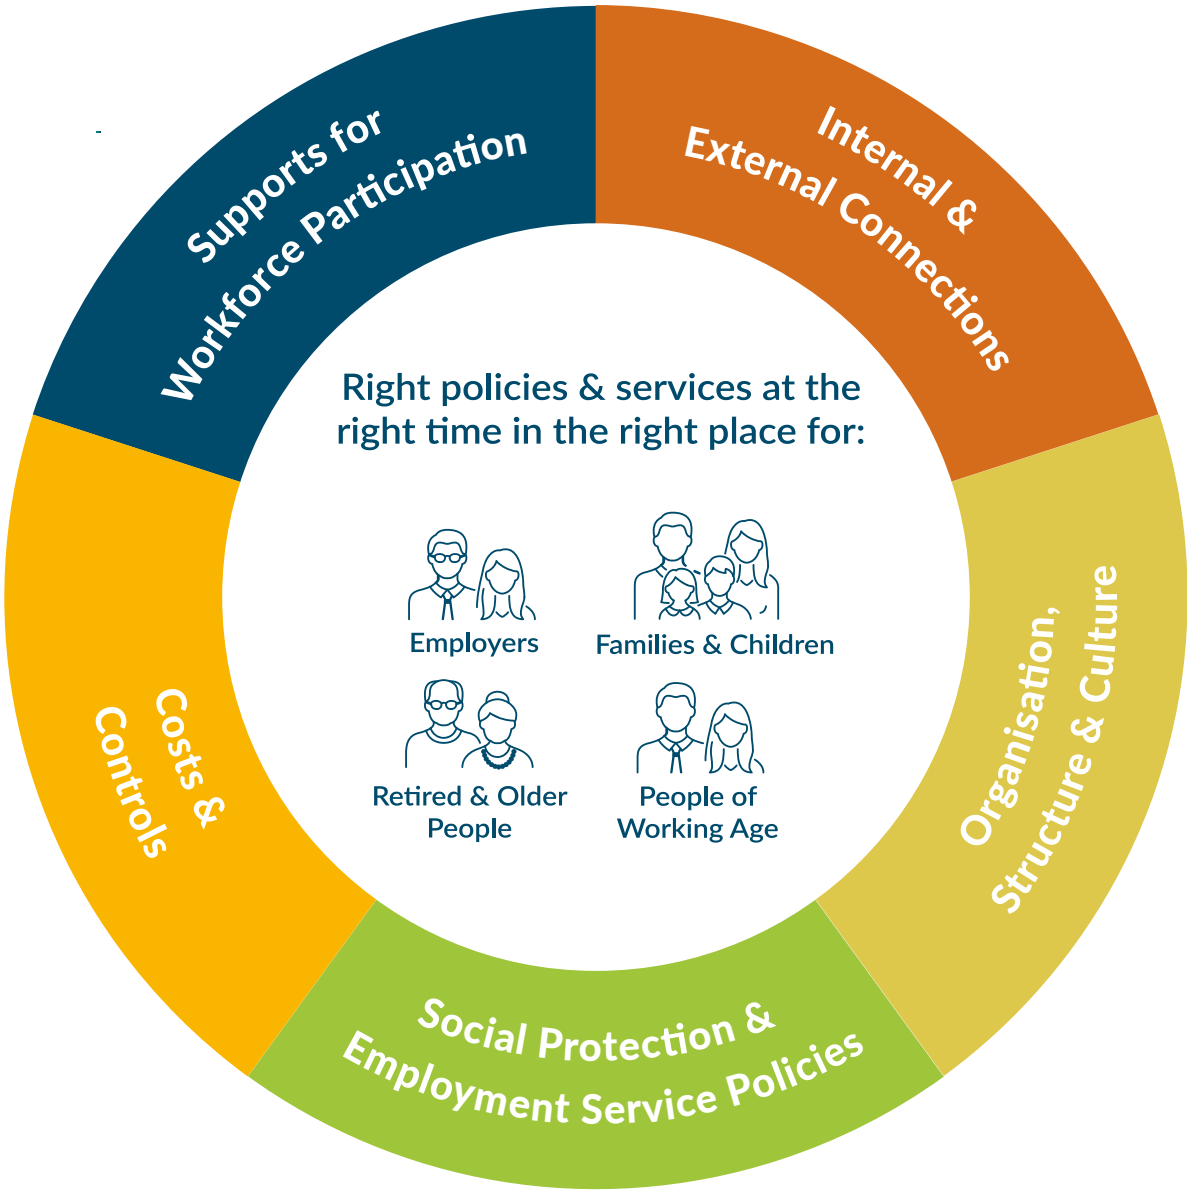 Supports for
Workforce Participation
Internal &
External Connections
Right policies & services at the
right time in the right place for:
Employers
Families & Children
Retired & Older
People
People of
Working Age
Organisation,
Structure & Culture
Costs &
Controls
Social Protection &
Employment Service Policies